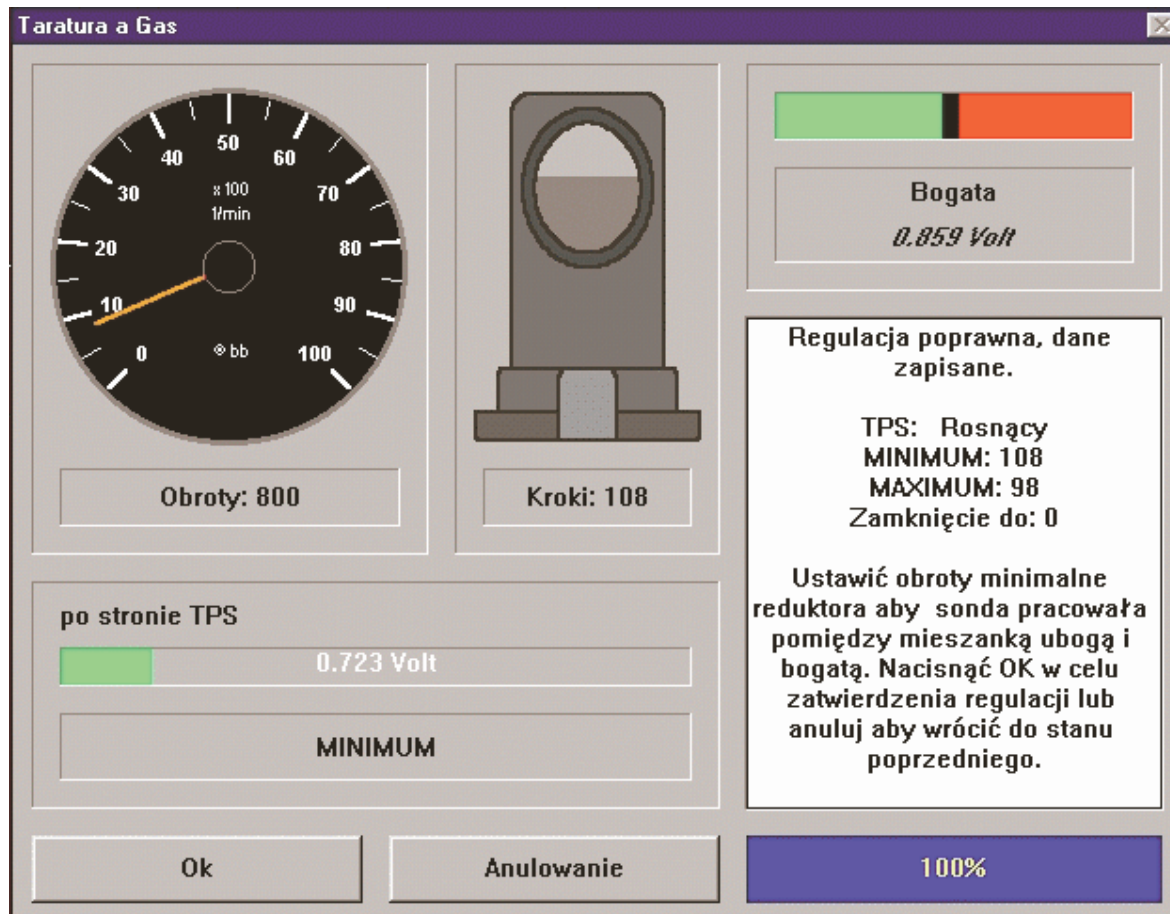 Taratura a Gas
50
40
60
30
70
x 100
1/min
20
80
10
90
0
bb
100
Obroty: 800
Kroki: 108
Bogata
0.859 Volt
Regulacja poprawna, dane
zapisane.
TPS: Rosnący
MINIMUM: 108
MAXIMUM: 98
Zamknięcie do: 0
Ustawić obroty minimalne
reduktora aby sonda pracowała
pomiędzy mieszanką ubogą i
bogatą. Nacisnąć OK w celu
zatwierdzenia regulacji lub
anuluj aby wrócić do stanu
poprzedniego.
po stronie TPS
0.723 Volt
MINIMUM
Ok
Anulowanie
100%